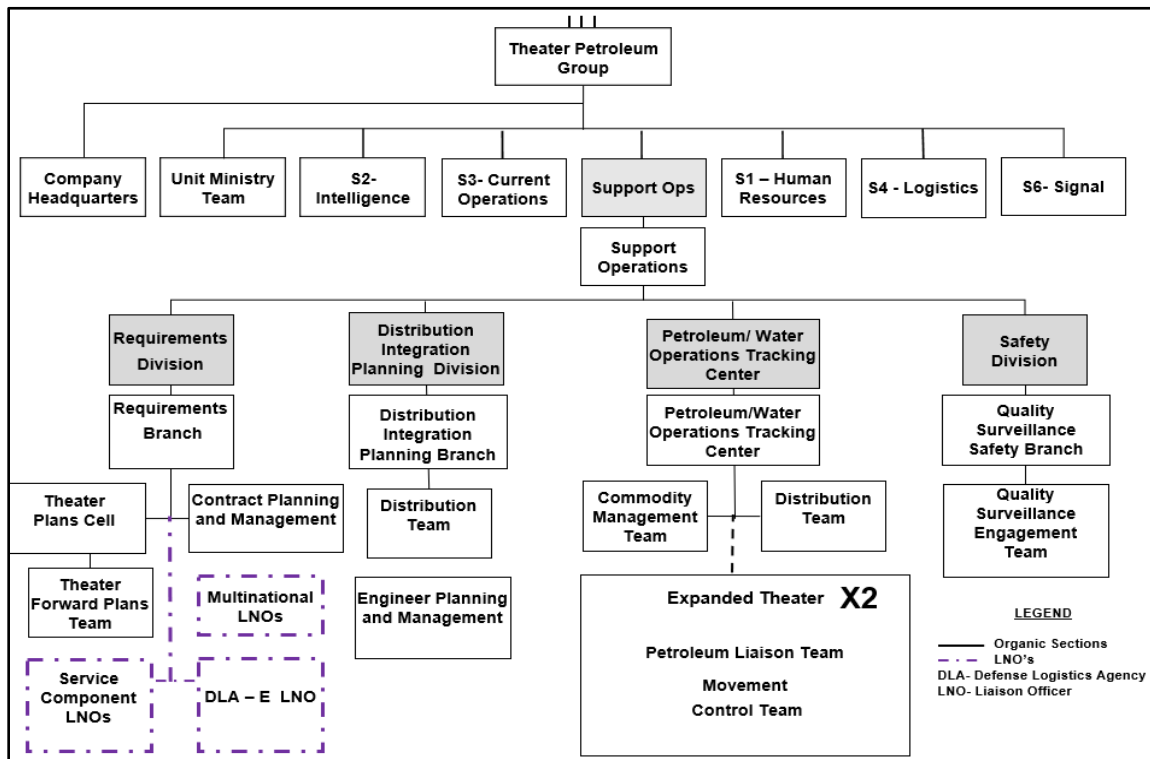 Theater Petroleum
Group
Company
Headquarters
Unit Ministry
Team
S2-
Intelligence
S3- Current
Operations
Support Ops
S1 – Human
Resources
S4 - Logistics
S6- Signal
Support
Operations
Requirements
Division
Distribution
Integration
Planning Division
Petroleum/ Water
Operations Tracking
Center
Safety
Division
Requirements
Branch
Distribution
Integration
Planning Branch
Petroleum/Water
Operations Tracking
Center
Quality
Surveillance
Safety Branch
Theater
Plans Cell
Contract Planning
and Management
Distribution
Team
Commodity
Management
Team
Distribution
Team
Quality
Surveillance
Engagement
Team
Theater
Forward Plans
Team
Multinational
LNOs
Engineer Planning
and Management
Expanded Theater X2
Petroleum Liaison Team
Movement
Control Team
Service
Component
LNOs
DLA – E LNO
LEGEND
Organic Sections
LNO's
DLA- Defense Logistics Agency
LNO- Liaison Officer